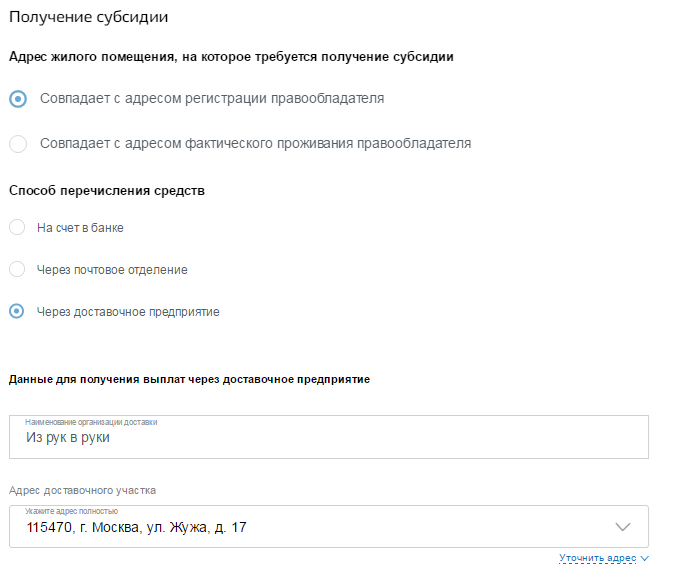 Получение субсидии
Адрес жилого помещения, на которое требуется получение субсидии
Совпадает с адресом регистрации правообладателя
Совпадает с адресом фактического проживания правообладателя
Способ перечисления средств
На счет в банке
Через почтовое отделение
Через доставочное предприятие
Данные для получения выплат через доставочное предприятие
Наименование организации доставки
Из рук в руки
Адрес доставочного участка
Укажите адрес полностью
115470, г. Москва, ул. Жужа, д. 17
Уточнить адрес